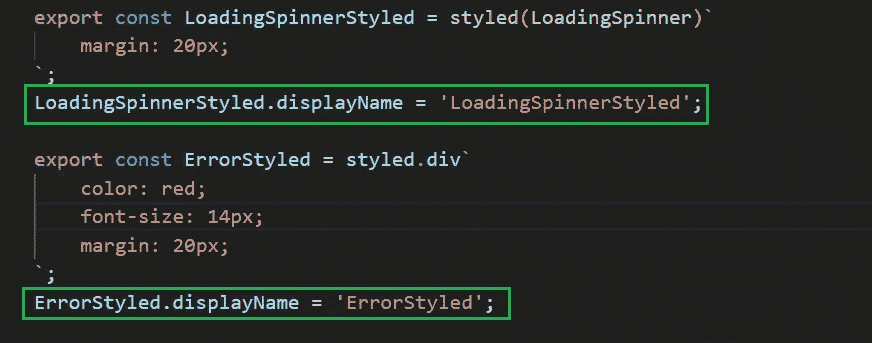 export const LoadingSpinnerStyled = styled(LoadingSpinner)`
    margin: 20px;
`;
LoadingSpinnerStyled.displayName = 'LoadingSpinnerStyled';
export const ErrorStyled = styled.div`
    color: red;
    font-size: 14px;
    margin: 20px;
`;
ErrorStyled.displayName = 'ErrorStyled';